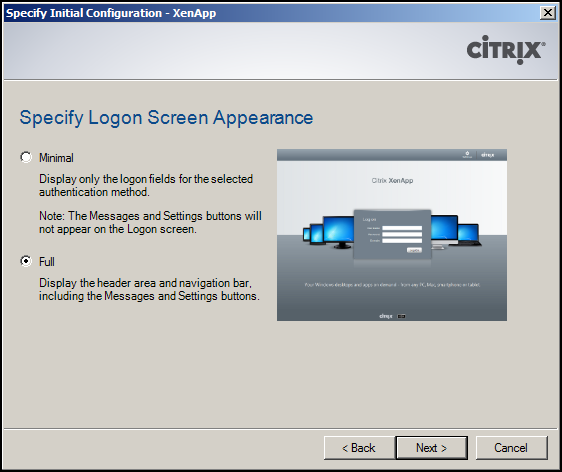 Specify Initial Configuration - XenApp
CITRIX
Specify Logon Screen Appearance
Minimal
Display only the logon fields for the selected
authentication method.
Note: The Messages and Settings buttons will
not appear on the Logon screen.
Full
Display the header area and navigation bar,
including the Messages and Settings buttons.
citrix
Citrix XenApp
Log on
Your Windows desktops and apps on demand - from any PC, Mac, smartphone or tablet.
citrix
< Back
Next >
Cancel